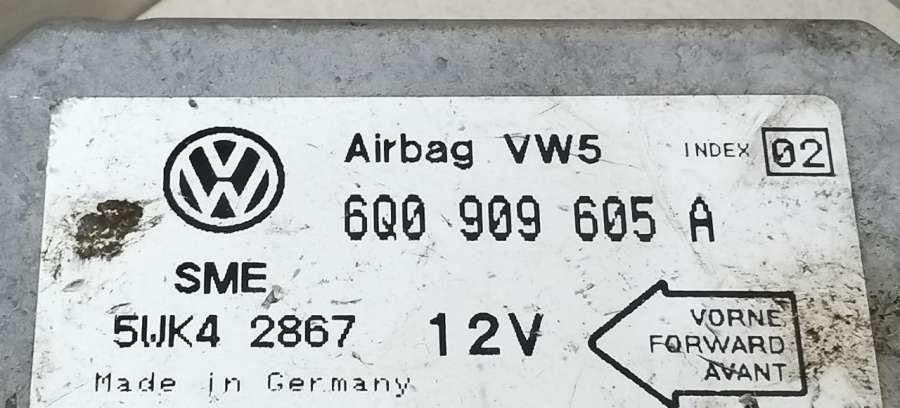 Airbag VW5 INDEX 02
6Q0 909 605 A
SME
5WK4 2867 12V
VORNE
FORWARD
AVANT
Made in Germany